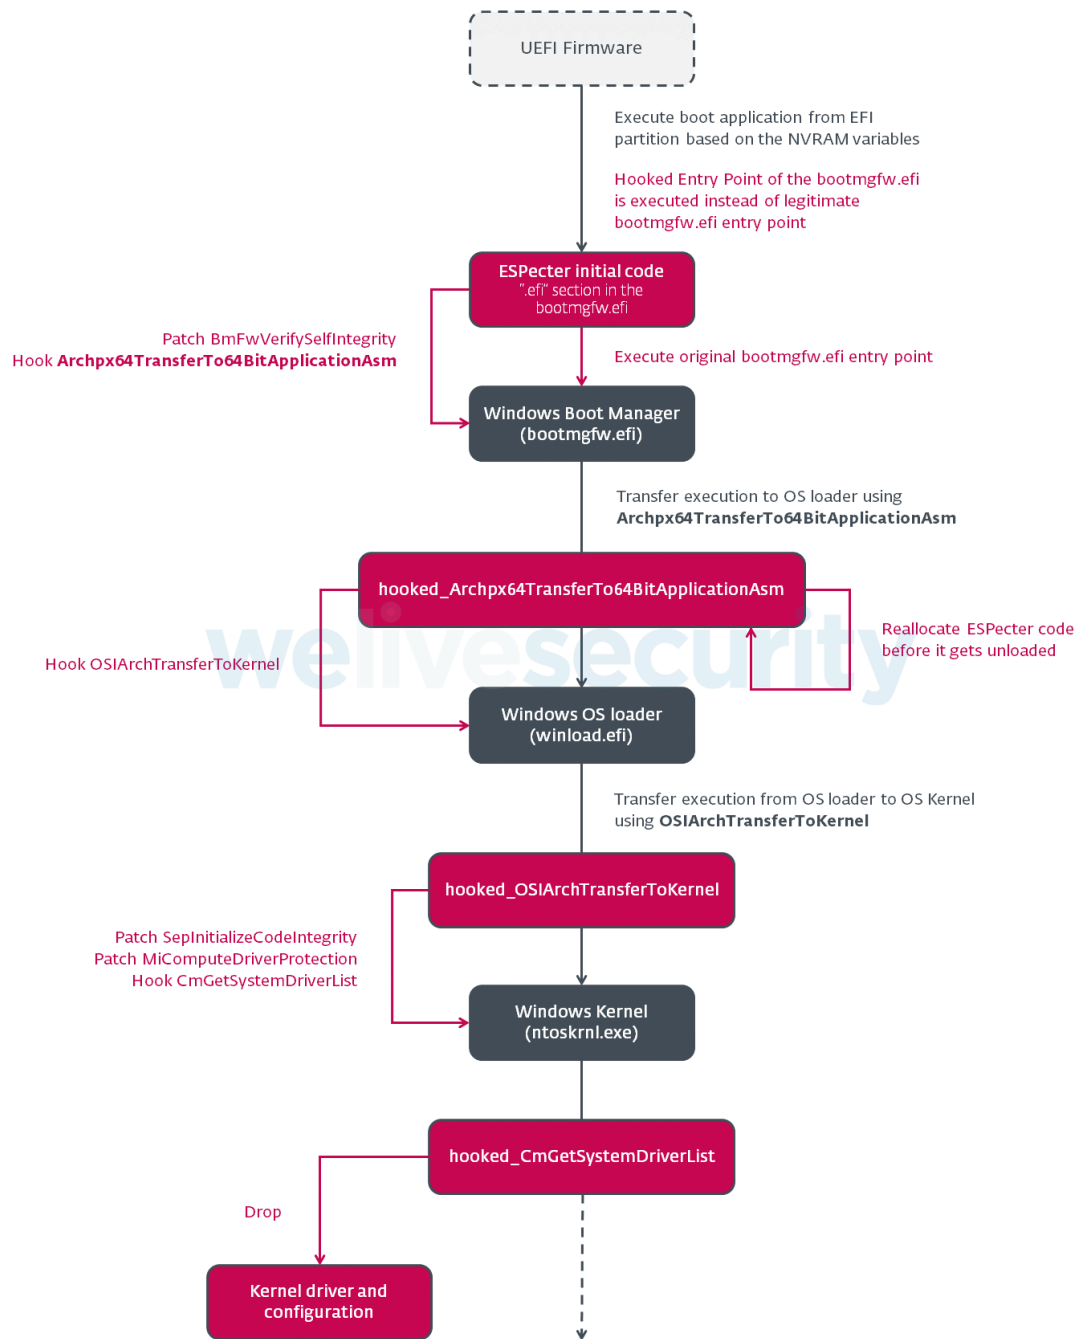 UEFI Firmware
Execute boot application from EFI
partition based on the NVRAM variables
Hooked Entry Point of the bootmgfw.efi
is executed instead of legitimate
bootmgfw.efi entry point
ESPecter initial code
".efi" section in the
bootmgfw.efi
Patch BmFwVerifySelfIntegrity
Hook Archpx64TransferTo64BitApplicationAsm
Execute original bootmgfw.efi entry point
Windows Boot Manager
(bootmgfw.efi)
Transfer execution to OS loader using
Archpx64TransferTo64BitApplicationAsm
hooked_Archpx64TransferTo64BitApplicationAsm
welivesecurity
Reallocate ESPecter code
before it gets unloaded
Hook OSIArchTransferToKernel
Windows OS loader
(winload.efi)
Transfer execution from OS loader to OS Kernel
using OSIArchTransferToKernel
hooked_OSIArchTransferToKernel
Patch SepInitializeCodeIntegrity
Patch MiComputeDriverProtection
Hook CmGetSystemDriverList
Windows Kernel
(ntoskrnl.exe)
hooked_CmGetSystemDriverList
Drop
Kernel driver and
configuration